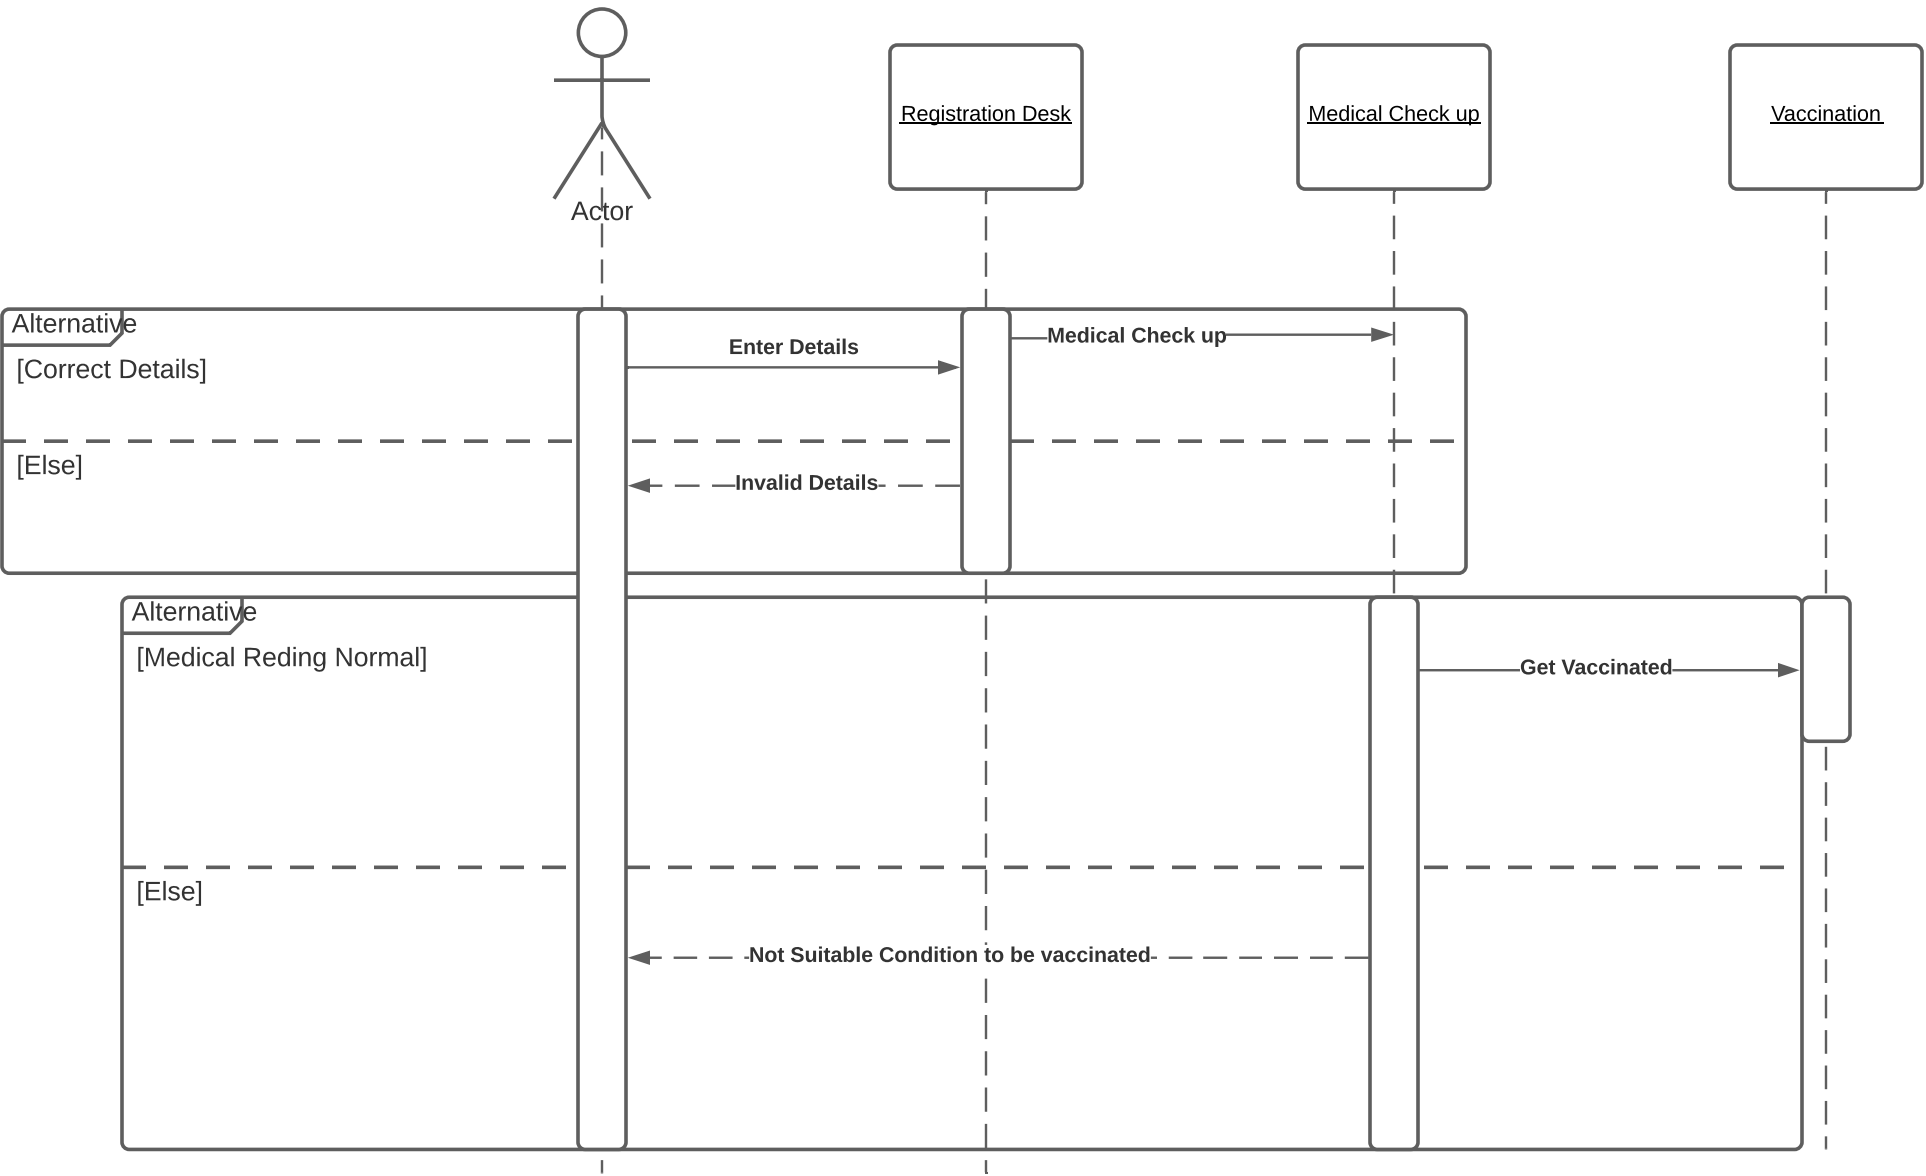 Actor
Registration Desk
Medical Check up
Vaccination
Alternative
[Correct Details]
Enter Details
Medical Check up
[Else]
Invalid Details
Alternative
[Medical Reding Normal]
Get Vaccinated
[Else]
Not Suitable Condition to be vaccinated